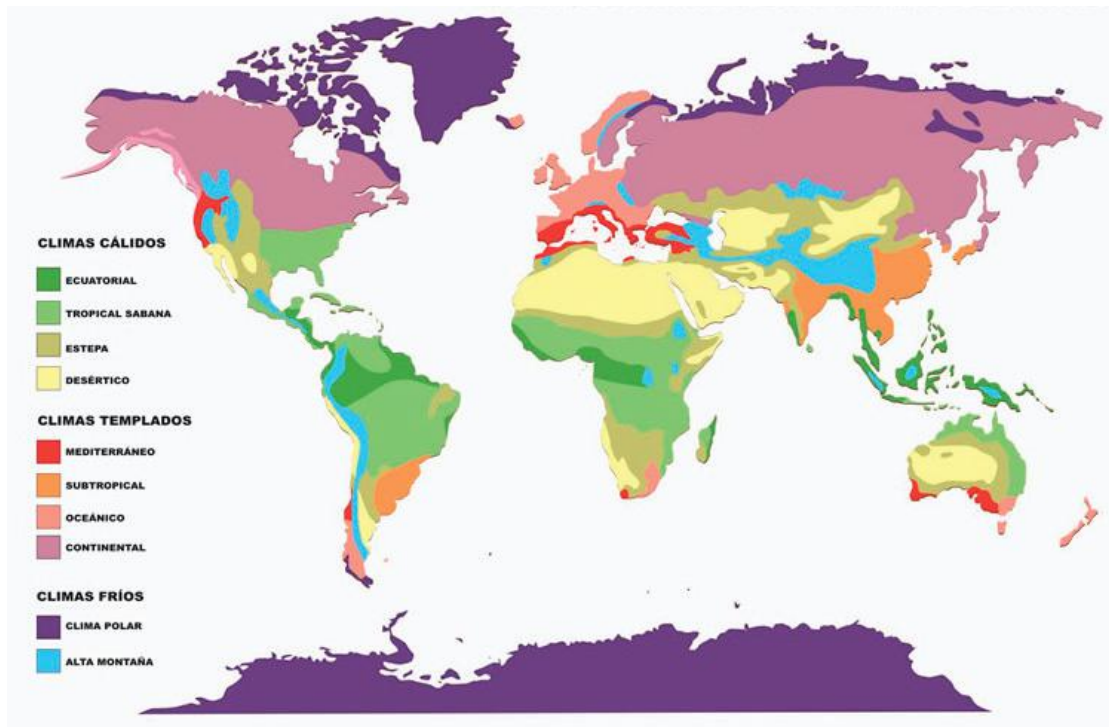 CLIMAS CÁLIDOS
ECUATORIAL
TROPICAL SABANA
ESTEPA
DESÉRTICO
CLIMAS TEMPLADOS
MEDITERRÁNEO
SUBTROPICAL
OCEÁNICO
CONTINENTAL
CLIMAS FRÍOS
CLIMA POLAR
ALTA MONTAÑA